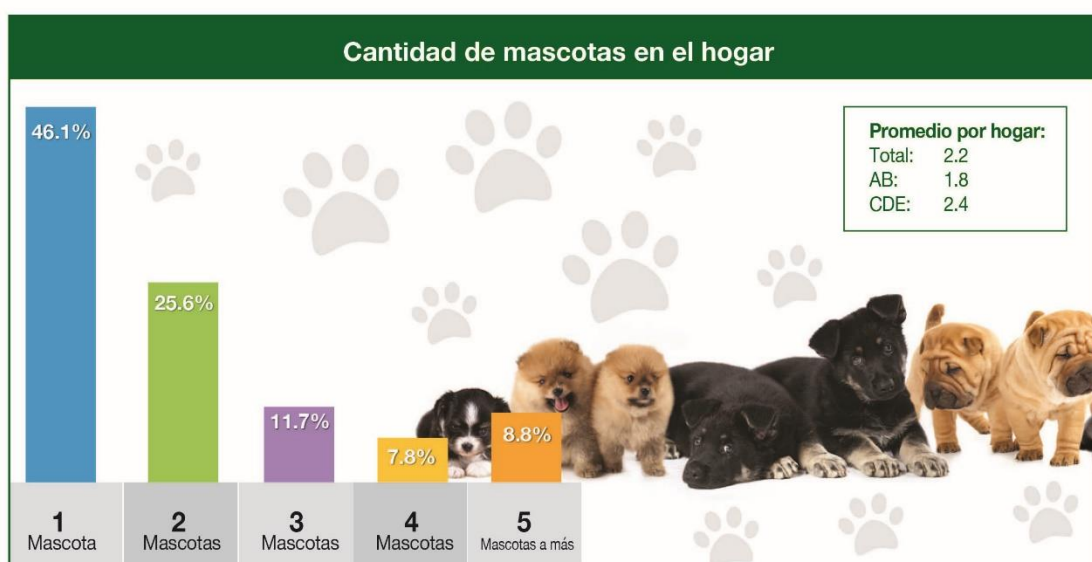 Cantidad de mascotas en el hogar
46.1%
25.6%
11.7%
7.8%
8.8%
Promedio por hogar:
Total: 2.2
AB: 1.8
CDE: 2.4
1
Mascota
2
Mascotas
3
Mascotas
4
Mascotas
5
Mascotas a más